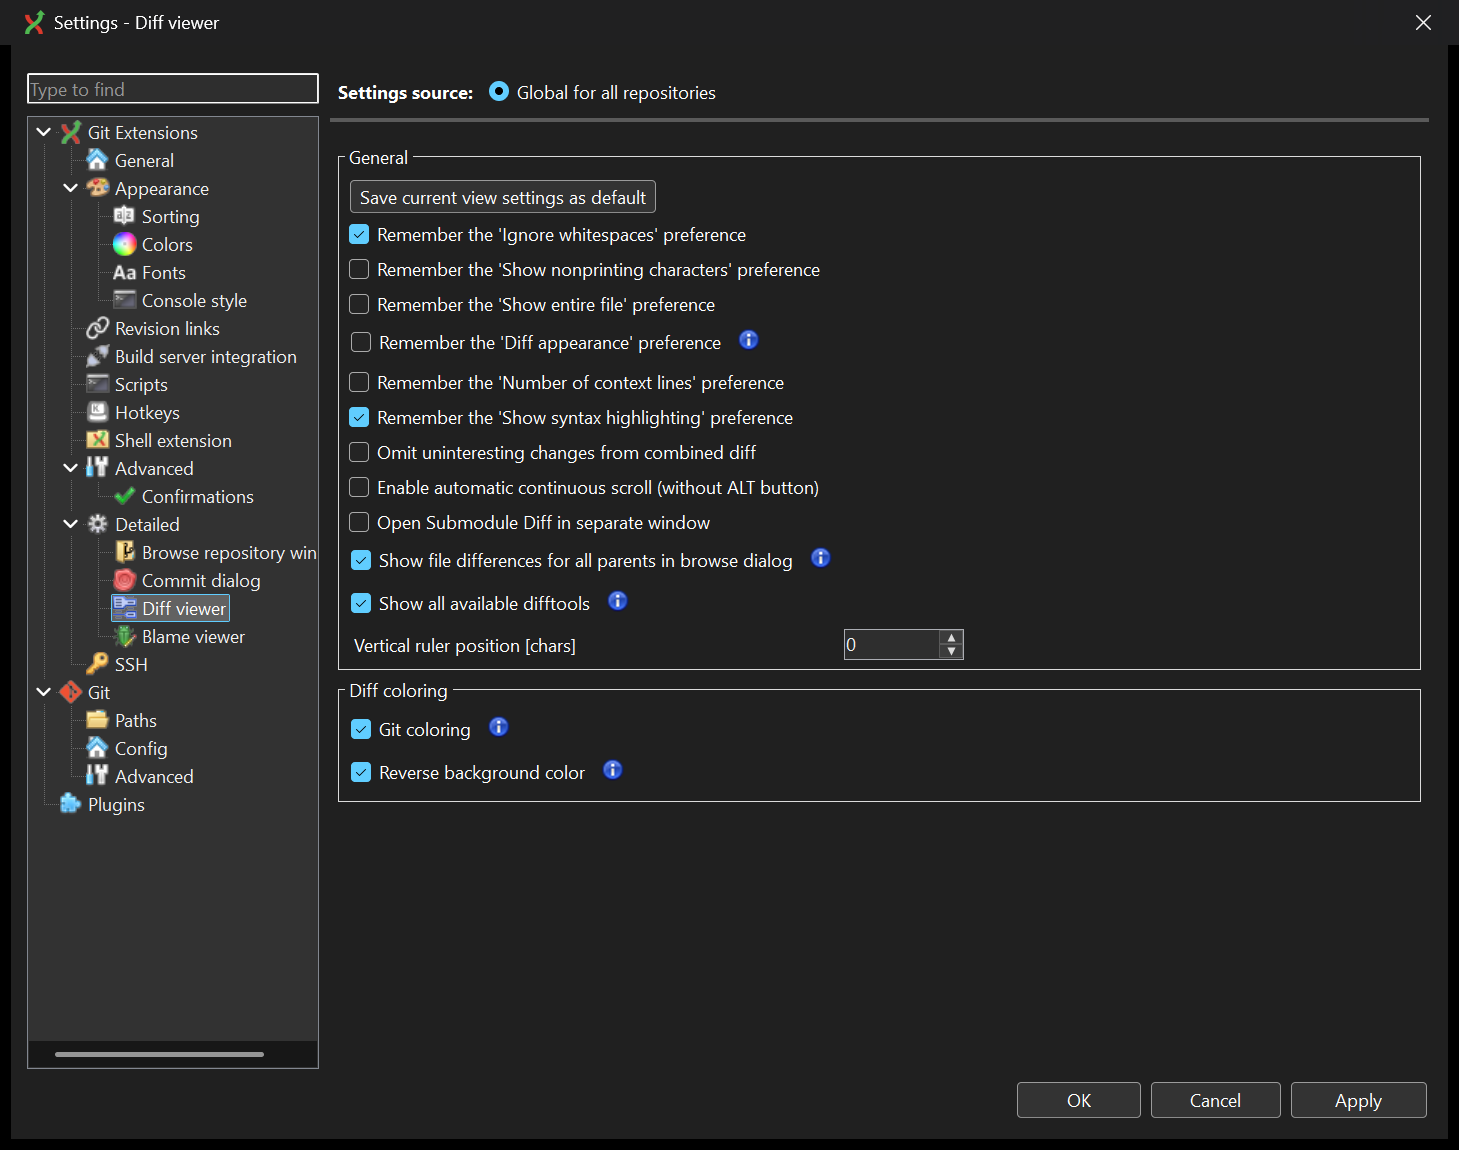 Settings - Diff viewer
Type to find
Git Extensions
General
Appearance
Sorting
Colors
Aa Fonts
Console style
Revision links
Build server integration
Scripts
Hotkeys
Shell extension
Advanced
Confirmations
Detailed
Browse repository win
Commit dialog
Diff viewer
Blame viewer
SSH
Git
Paths
Config
Advanced
Plugins
Settings source: Global for all repositories
General
Save current view settings as default
Remember the 'Ignore whitespaces' preference
Remember the 'Show nonprinting characters' preference
Remember the 'Show entire file' preference
Remember the 'Diff appearance' preference
Remember the 'Number of context lines' preference
Remember the 'Show syntax highlighting' preference
Omit uninteresting changes from combined diff
Enable automatic continuous scroll (without ALT button)
Open Submodule Diff in separate window
Show file differences for all parents in browse dialog
Show all available difftools
Vertical ruler position [chars] 0
Diff coloring
Git coloring
Reverse background color
OK Cancel Apply